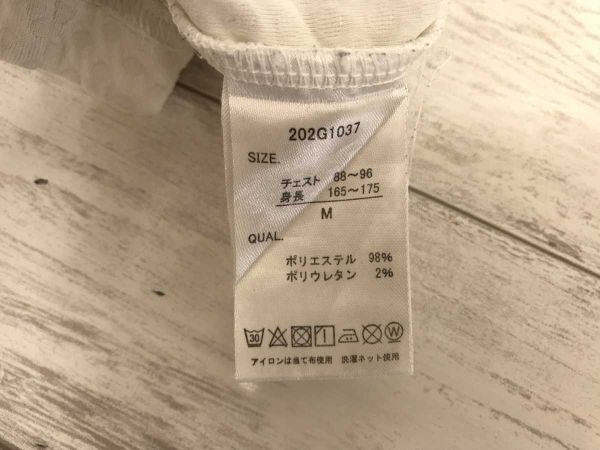 202G1037
SIZE.
チェスト 88〜96
身長 165〜175
M
QUAL.
ポリエステル 98%
ポリウレタン 2%
30 W
アイロンは当て布使用 洗濯ネット使用